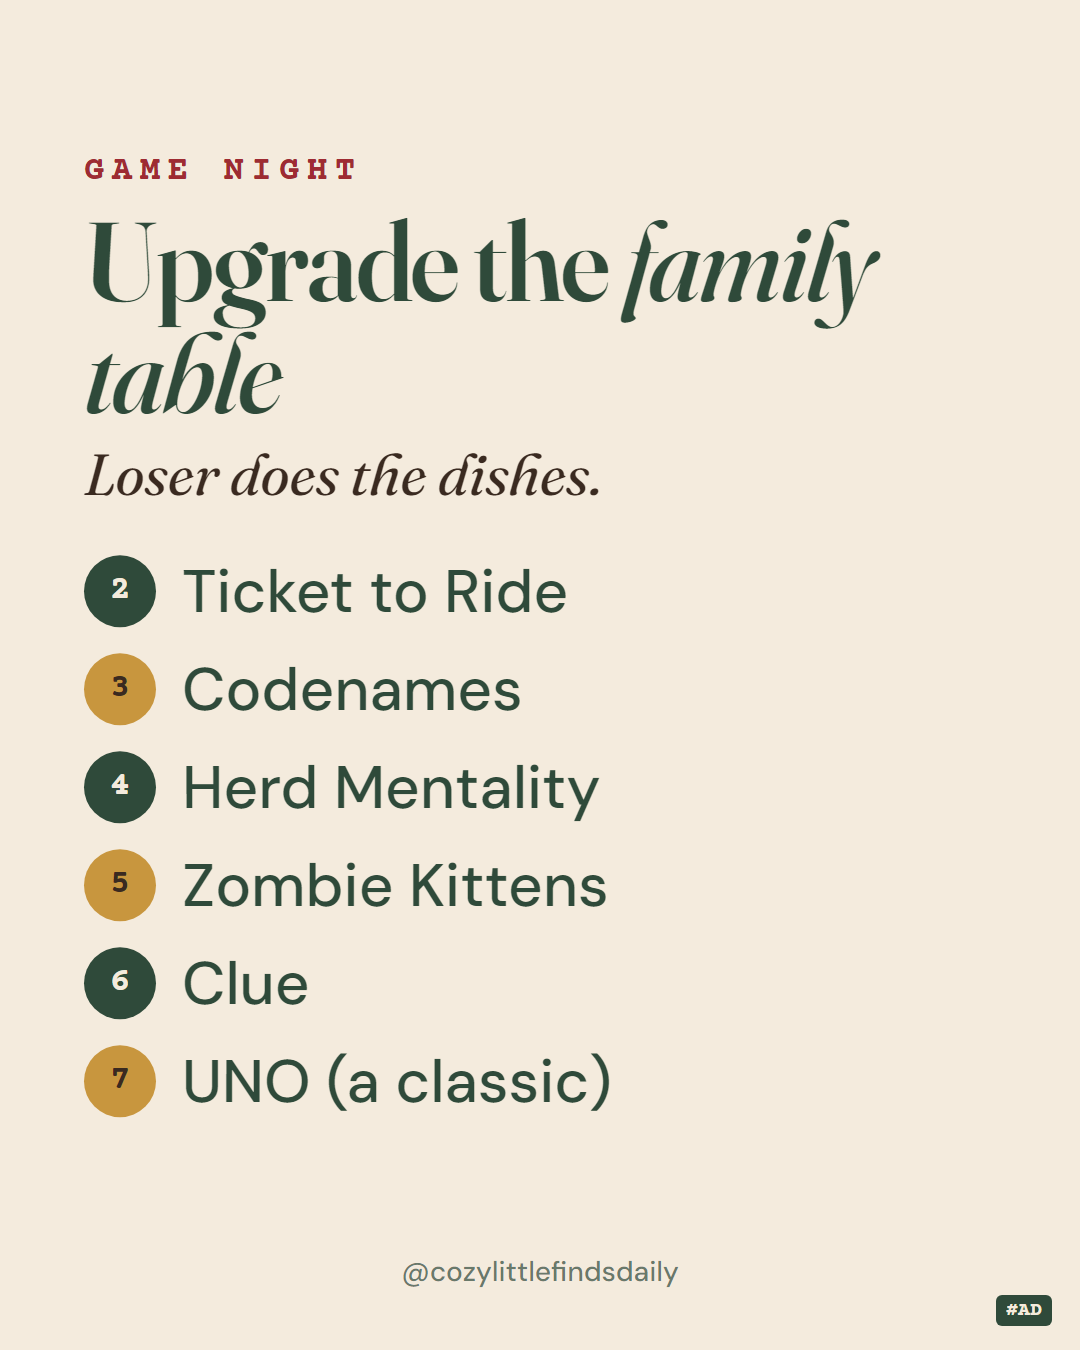 GAME NIGHT
Upgrade the family
table
Loser does the dishes.
2 Ticket to Ride
3 Codenames
4 Herd Mentality
5 Zombie Kittens
6 Clue
7 UNO (a classic)
@cozylittlefindsdaily
#AD